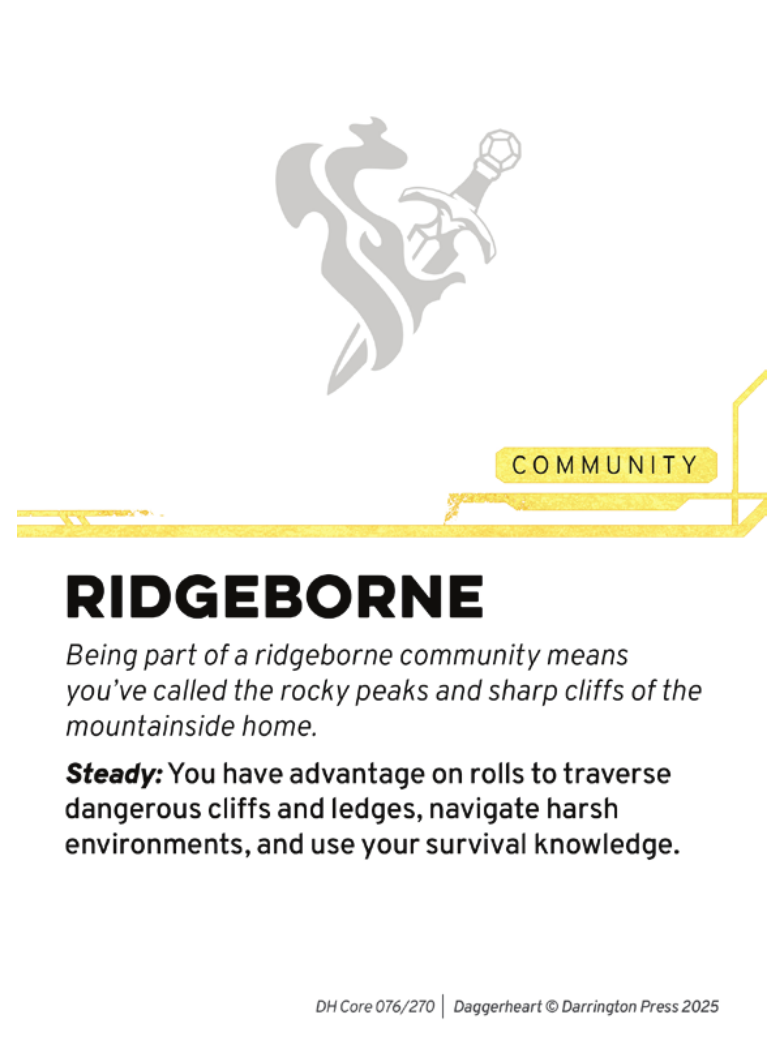 COMMUNITY
RIDGEBORNE
Being part of a ridgeborne community means
you’ve called the rocky peaks and sharp cliffs of the
mountainside home.
Steady: You have advantage on rolls to traverse
dangerous cliffs and ledges, navigate harsh
environments, and use your survival knowledge.
DH Core 076/270 | Daggerheart © Darrington Press 2025